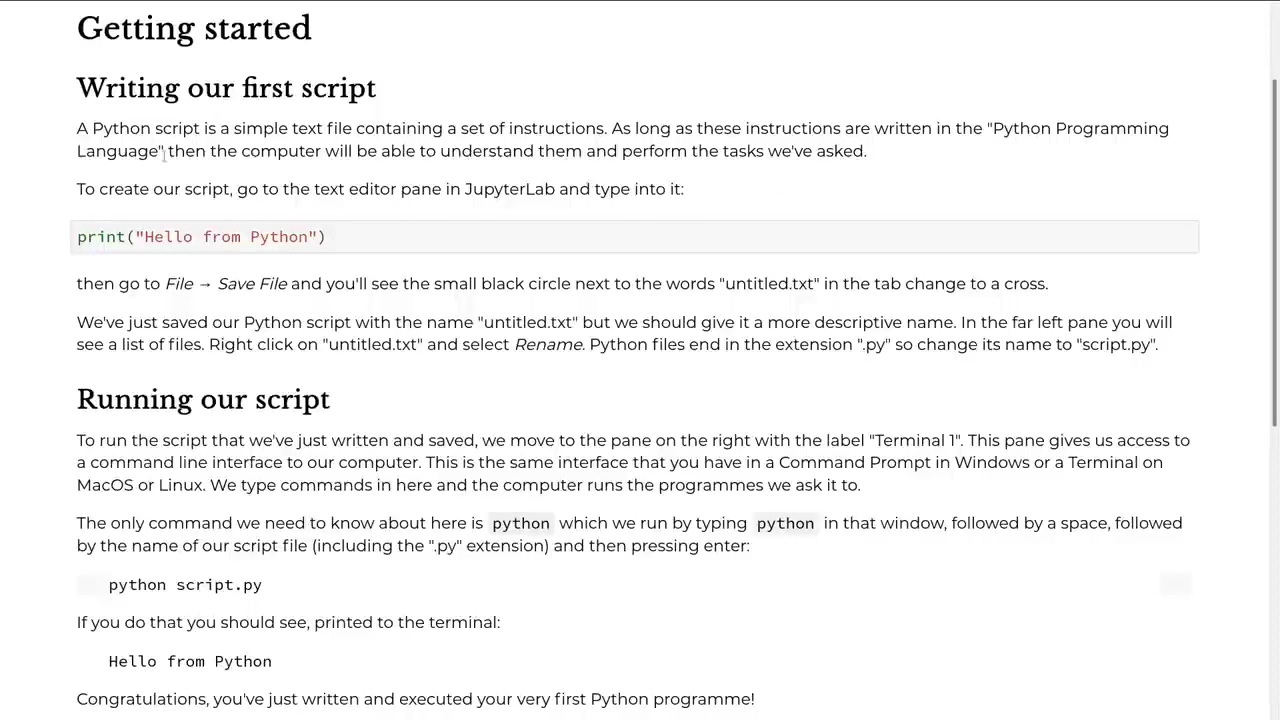 Getting started
Writing our first script
A Python script is a simple text file containing a set of instructions. As long as these instructions are written in the "Python Programming
Language" then the computer will be able to understand them and perform the tasks we've asked.
To create our script, go to the text editor pane in JupyterLab and type into it:
print("Hello from Python")
then go to File → Save File and you'll see the small black circle next to the words "untitled.txt" in the tab change to a cross.
We've just saved our Python script with the name "untitled.txt" but we should give it a more descriptive name. In the far left pane you will
see a list of files. Right click on "untitled.txt" and select Rename. Python files end in the extension ".py" so change its name to "script.py".
Running our script
To run the script that we've just written and saved, we move to the pane on the right with the label "Terminal 1". This pane gives us access to
a command line interface to our computer. This is the same interface that you have in a Command Prompt in Windows or a Terminal on
MacOS or Linux. We type commands in here and the computer runs the programmes we ask it to.
The only command we need to know about here is python which we run by typing python in that window, followed by a space, followed
by the name of our script file (including the ".py" extension) and then pressing enter:
python script.py
If you do that you should see, printed to the terminal:
Hello from Python
Congratulations, you've just written and executed your very first Python programme!